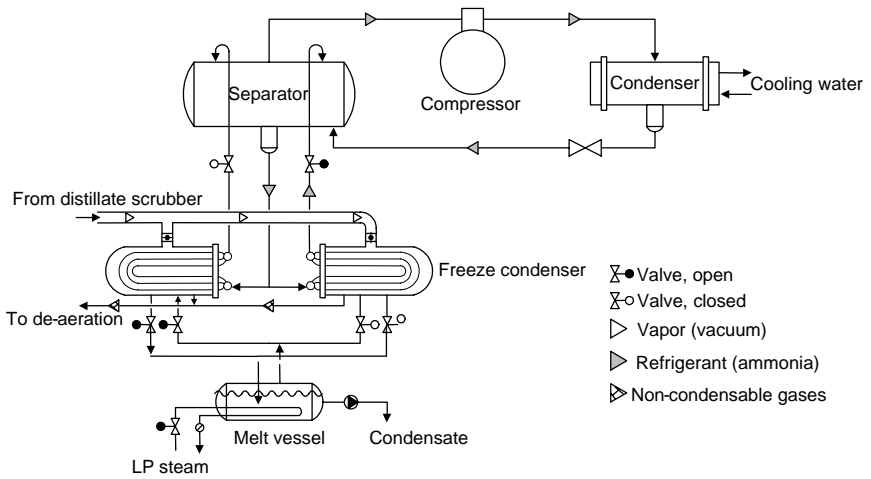 Separator
Compressor
Condenser
Cooling water
From distillate scrubber
Freeze condenser
To de-aeration
Melt vessel
Condensate
LP steam
Valve, open
Valve, closed
Vapor (vacuum)
Refrigerant (ammonia)
Non-condensable gases